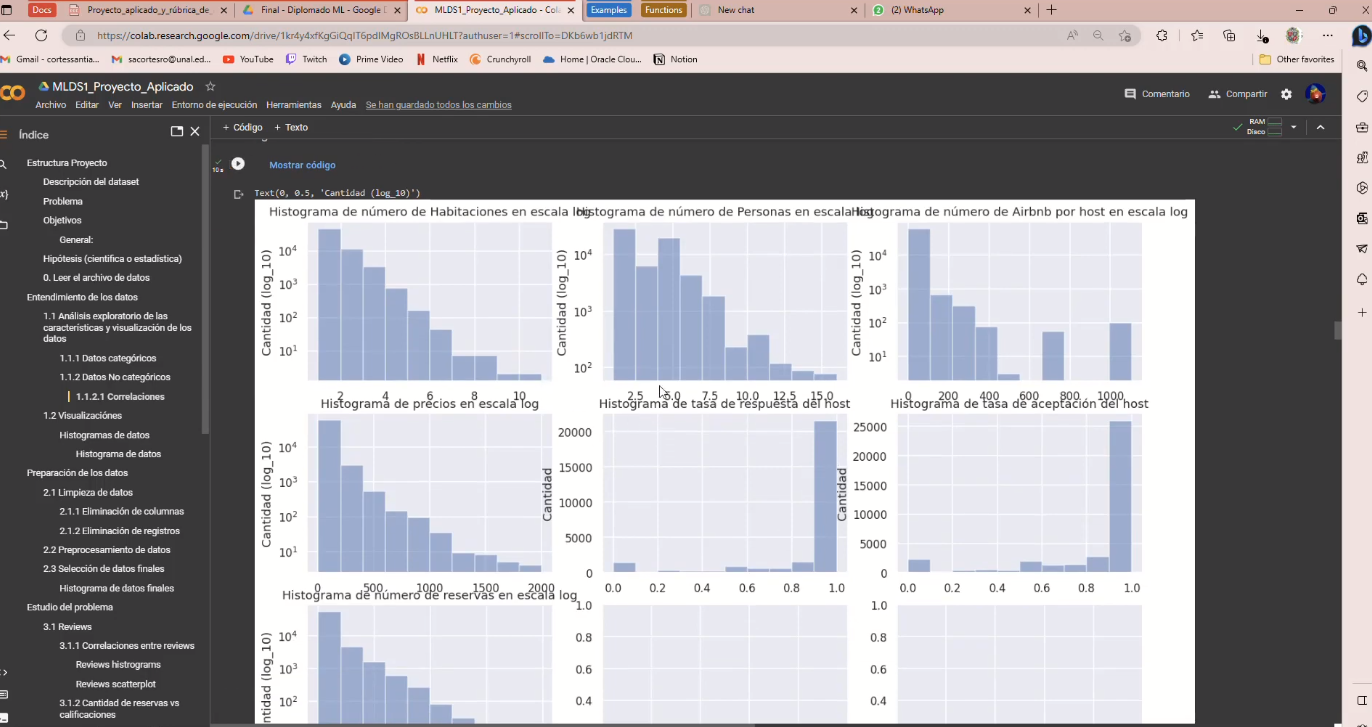 Docs
Proyecto_aplicado_y_rúbrica_de_
Final - Diplomado ML - Google
MLDS1_Proyecto_Aplicado - Col
Examples
Functions
New chat
(2) WhatsApp
https://colab.research.google.com/drive/1kr4y4xfKgGiQqIT6pdIMgROsBLLnUHLT?authuser=1#scrollTo=DKb6wb1jdRTM
Gmail - cortessantia...
sacortesro@unal.ed...
YouTube
Twitch
Prime Video
Netflix
Crunchyroll
Home | Oracle Clou...
Notion
Other favorites
MLDS1_Proyecto_Aplicado
Archivo Editar Ver Insertar Entorno de ejecución Herramientas Ayuda Se han guardado todos los cambios
Comentario
Compartir
+ Código + Texto
RAM
Disco
Índice
Estructura Proyecto
Descripción del dataset
Problema
Objetivos
General:
Hipótesis (científica o estadística)
0. Leer el archivo de datos
Entendimiento de los datos
1.1 Análisis exploratorio de las
características y visualización de los
datos
1.1.1 Datos categóricos
1.1.2 Datos No categóricos
1.1.2.1 Correlaciones
1.2 Visualizaciónes
Histogramas de datos
Histograma de datos
Preparación de los datos
2.1 Limpieza de datos
2.1.1 Eliminación de columnas
2.1.2 Eliminación de registros
2.2 Preprocesamiento de datos
2.3 Selección de datos finales
Histograma de datos finales
Estudio del problema
3.1 Reviews
3.1.1 Correlaciones entre reviews
Reviews histrograms
Reviews scatterplot
3.1.2 Cantidad de reservas vs
calificaciones
10 s
Mostrar código
Text(0, 0.5, 'Cantidad (log_10)')
Histograma de número de Habitaciones en escala log
Cantidad (log_10)
10^4
10^3
10^2
10^1
2 4 6 8 10
Histograma de número de Personas en escala log
Cantidad (log_10)
10^4
10^3
10^2
2.5 5.0 7.5 10.0 12.5 15.0
Histograma de número de Airbnb por host en escala log
Cantidad (log_10)
10^4
10^3
10^2
10^1
0 200 400 600 800 1000
Histograma de precios en escala log
Cantidad (log_10)
10^4
10^3
10^2
10^1
0 500 1000 1500 2000
Histograma de tasa de respuesta del host
Cantidad
20000
15000
10000
5000
0
0.0 0.2 0.4 0.6 0.8 1.0
Histograma de tasa de aceptación del host
Cantidad
25000
20000
15000
10000
5000
0
0.0 0.2 0.4 0.6 0.8 1.0
Histograma de número de reservas en escala log
ntidad (log_10)
10^4
10^3
10^2
1.0
0.8
0.6
0.4
1.0
0.8
0.6
0.4